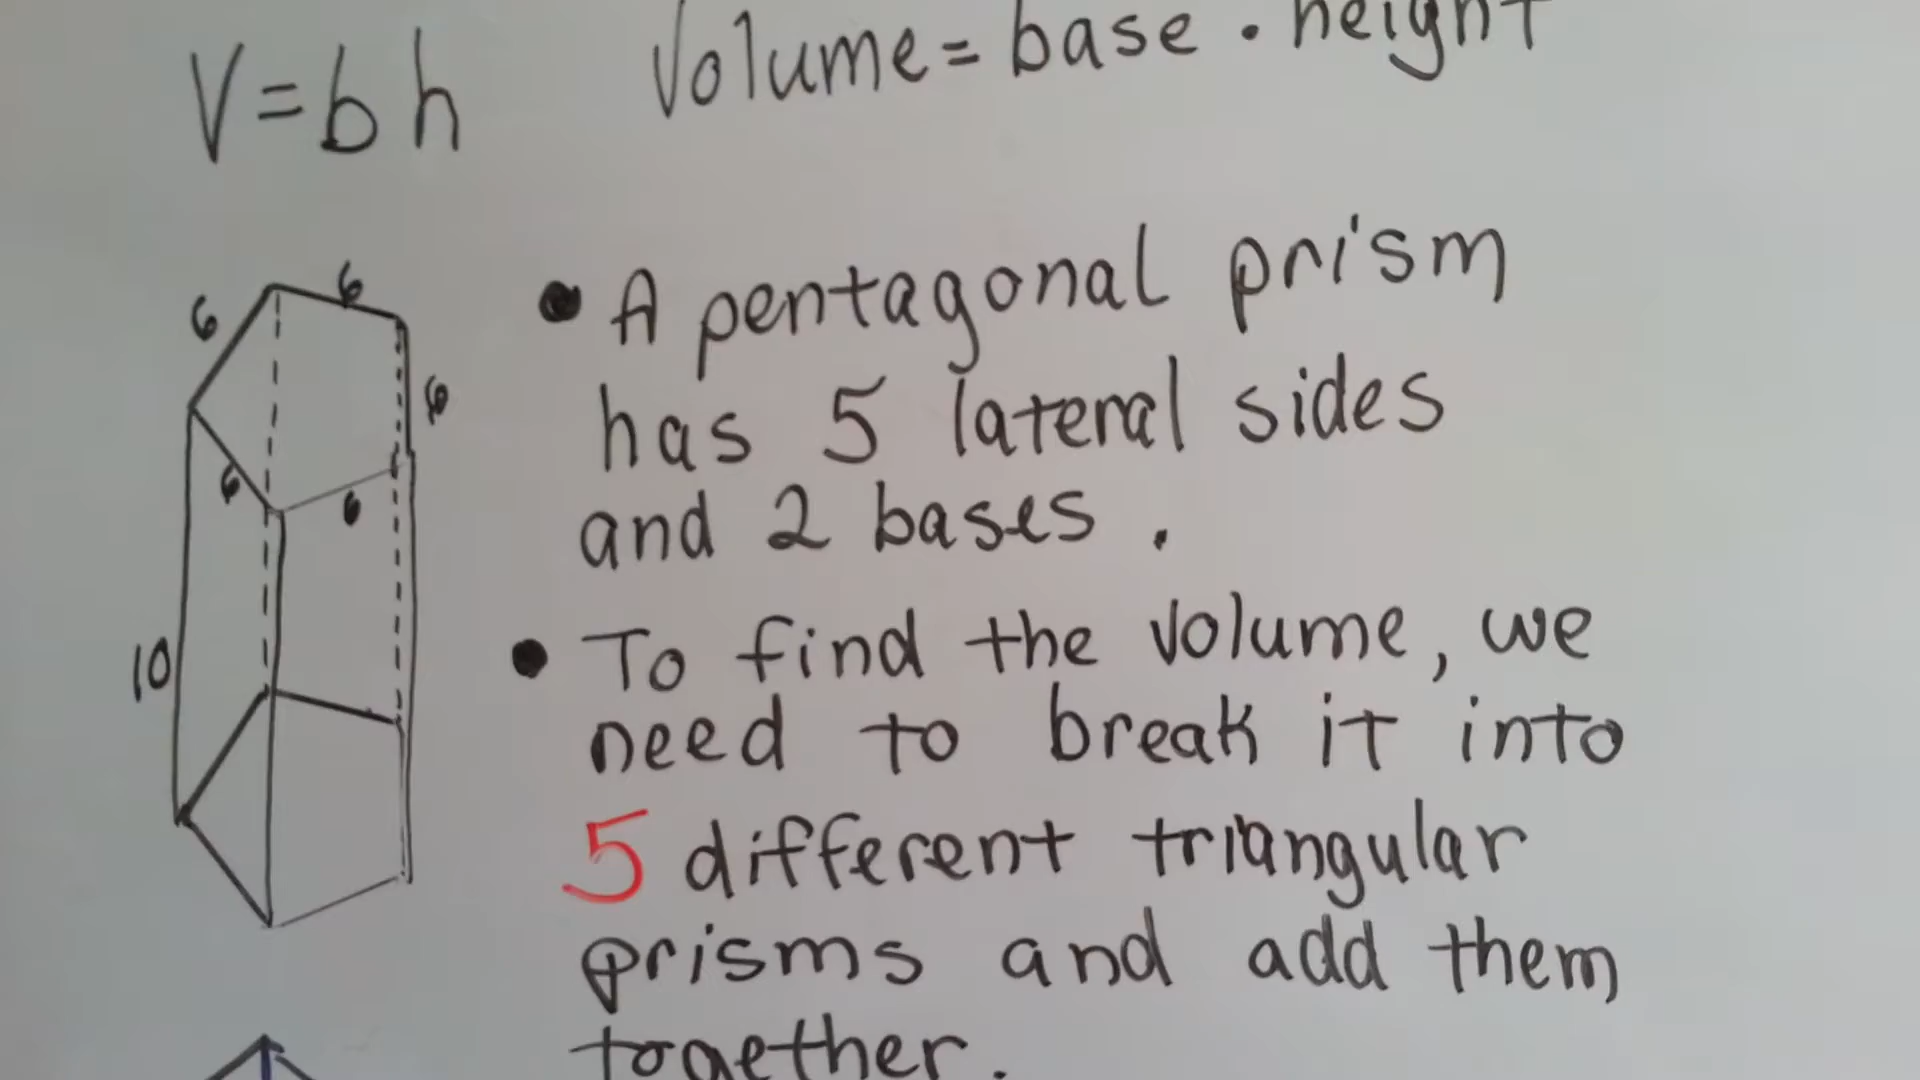 V=bh
Volume = base · height
6
6
6
6
6
10
• A pentagonal prism
has 5 lateral sides
and 2 bases.
• To find the volume, we
need to break it into
5 different triangular
prisms and add them
together.